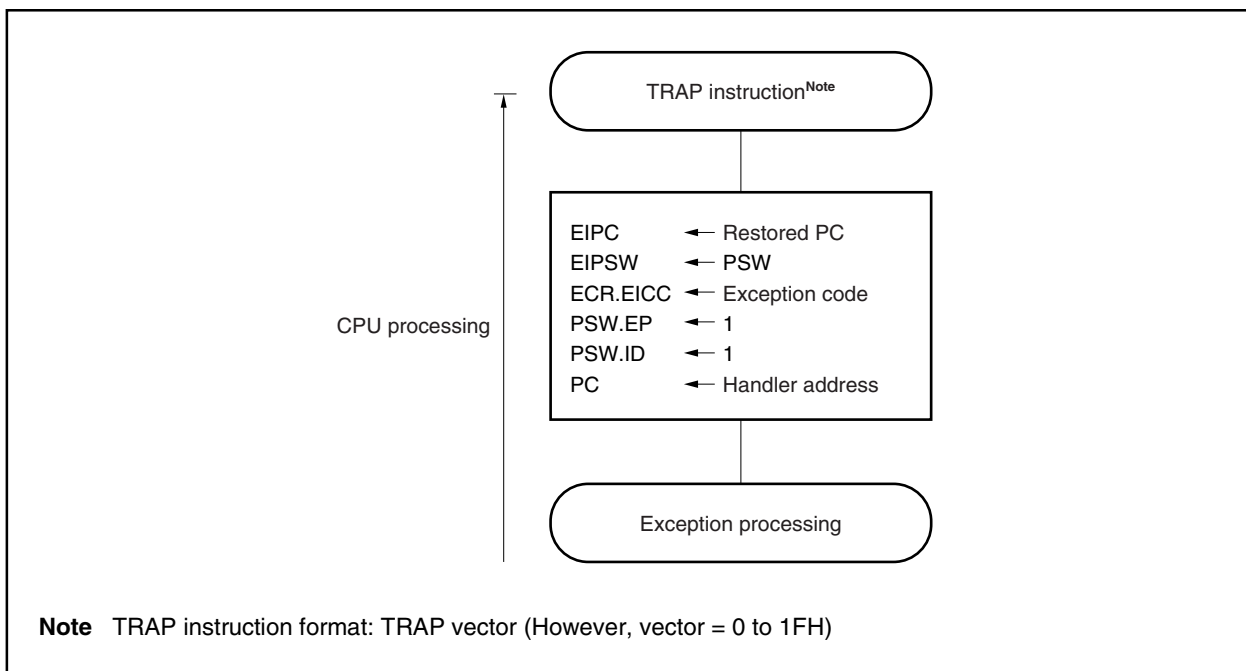 TRAP instructionNote
EIPC ← Restored PC
EIPSW ← PSW
ECR.EICC ← Exception code
PSW.EP ← 1
PSW.ID ← 1
PC ← Handler address
CPU processing
Exception processing
Note TRAP instruction format: TRAP vector (However, vector = 0 to 1FH)